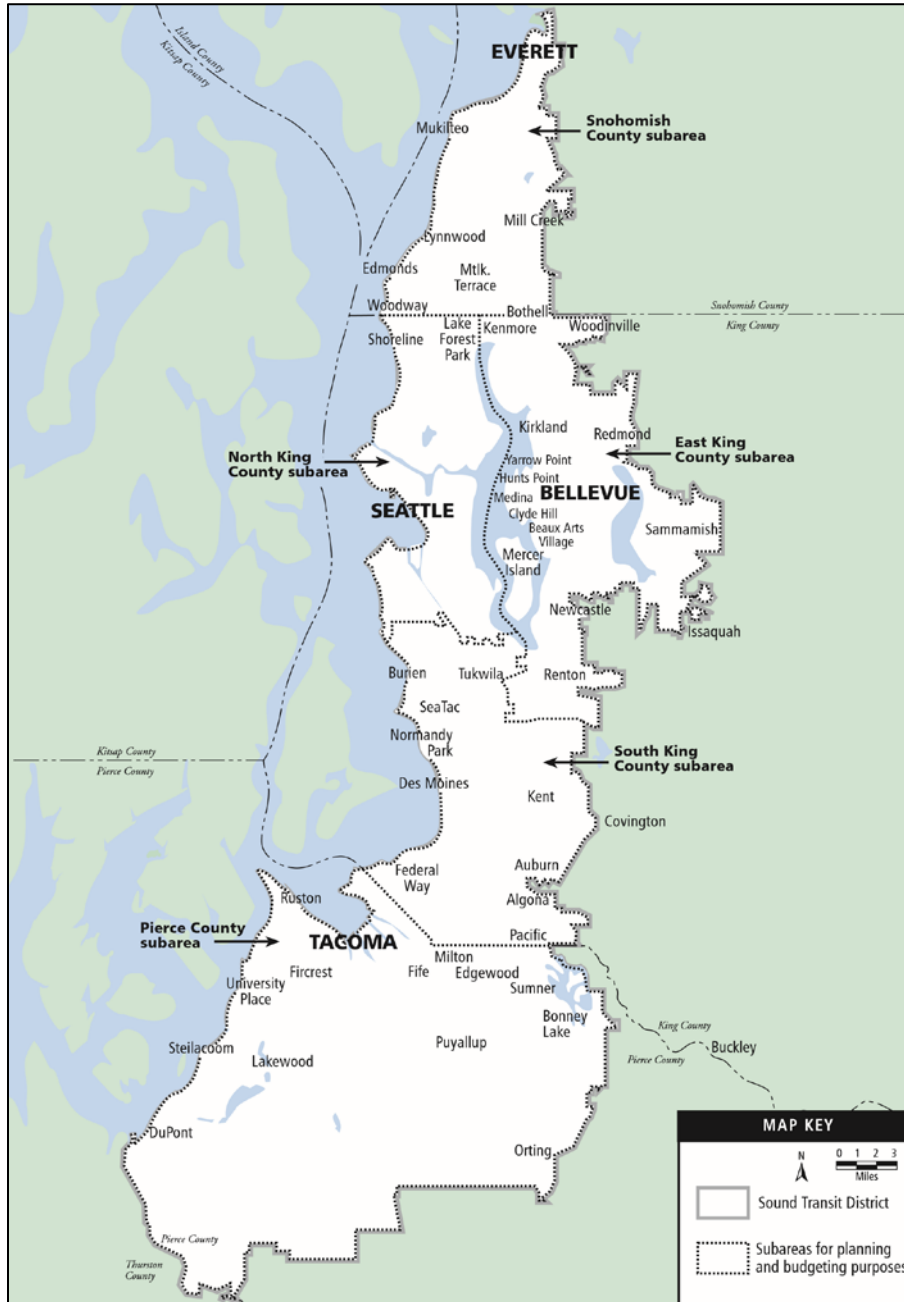 Island County
Kitsap County
EVERETT
Mukilteo
Snohomish
County subarea
Mill Creek
Lynnwood
Edmonds
Mtlk.
Terrace
Woodway
Bothell
Snohomish County
King County
Shoreline
Lake
Forest
Park
Kenmore
Woodinville
Kirkland
Redmond
East King
County subarea
North King
County subarea
Yarrow Point
Hunts Point
Medina
BELLEVUE
SEATTLE
Clyde Hill
Beaux Arts
Village
Sammamish
Mercer
Island
Newcastle
Issaquah
Burien
Tukwila
Renton
SeaTac
Normandy
Park
Kitsap County
Pierce County
South King
County subarea
Des Moines
Kent
Covington
Federal
Way
Auburn
Ruston
Algona
Pierce County
subarea
TACOMA
Pacific
Milton
Fircrest
Fife
Edgewood
University
Place
Sumner
Bonney
Lake
King County
Pierce County
Buckley
Puyallup
Steilacoom
Lakewood
DuPont
Orting
Pierce County
Thurston
County
MAP KEY
N
0 1 2 3
Miles
Sound Transit District
Subareas for planning
and budgeting purposes